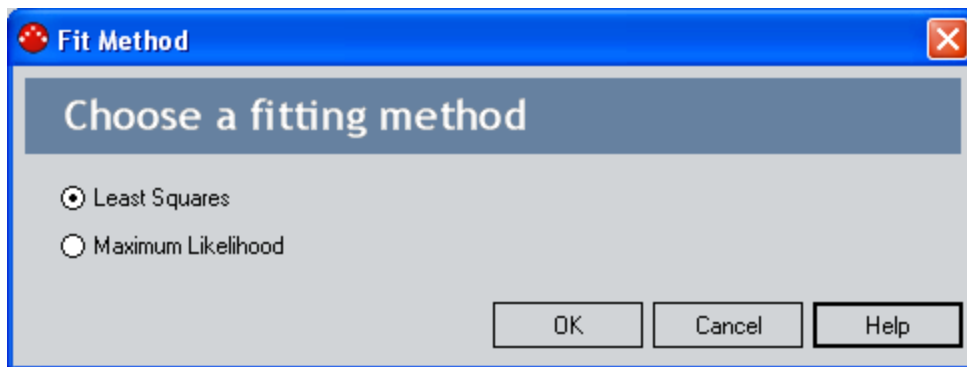 Fit Method
Choose a fitting method
Least Squares
Maximum Likelihood
OK Cancel Help